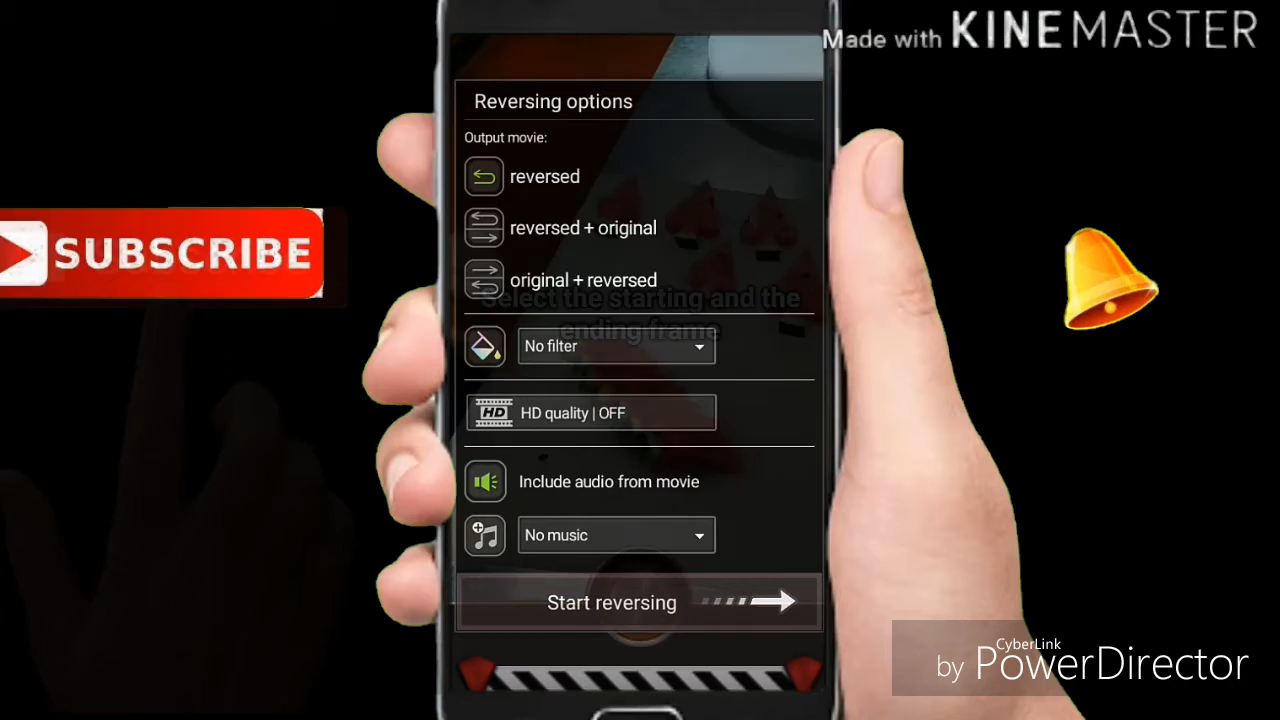 Made with KINEMASTER
Reversing options
Output movie:
reversed
reversed + original
SUBSCRIBE
original + reversed
Select the starting and the
ending frame
No filter
HD HD quality | OFF
Include audio from movie
No music
Start reversing
CyberLink
by PowerDirector